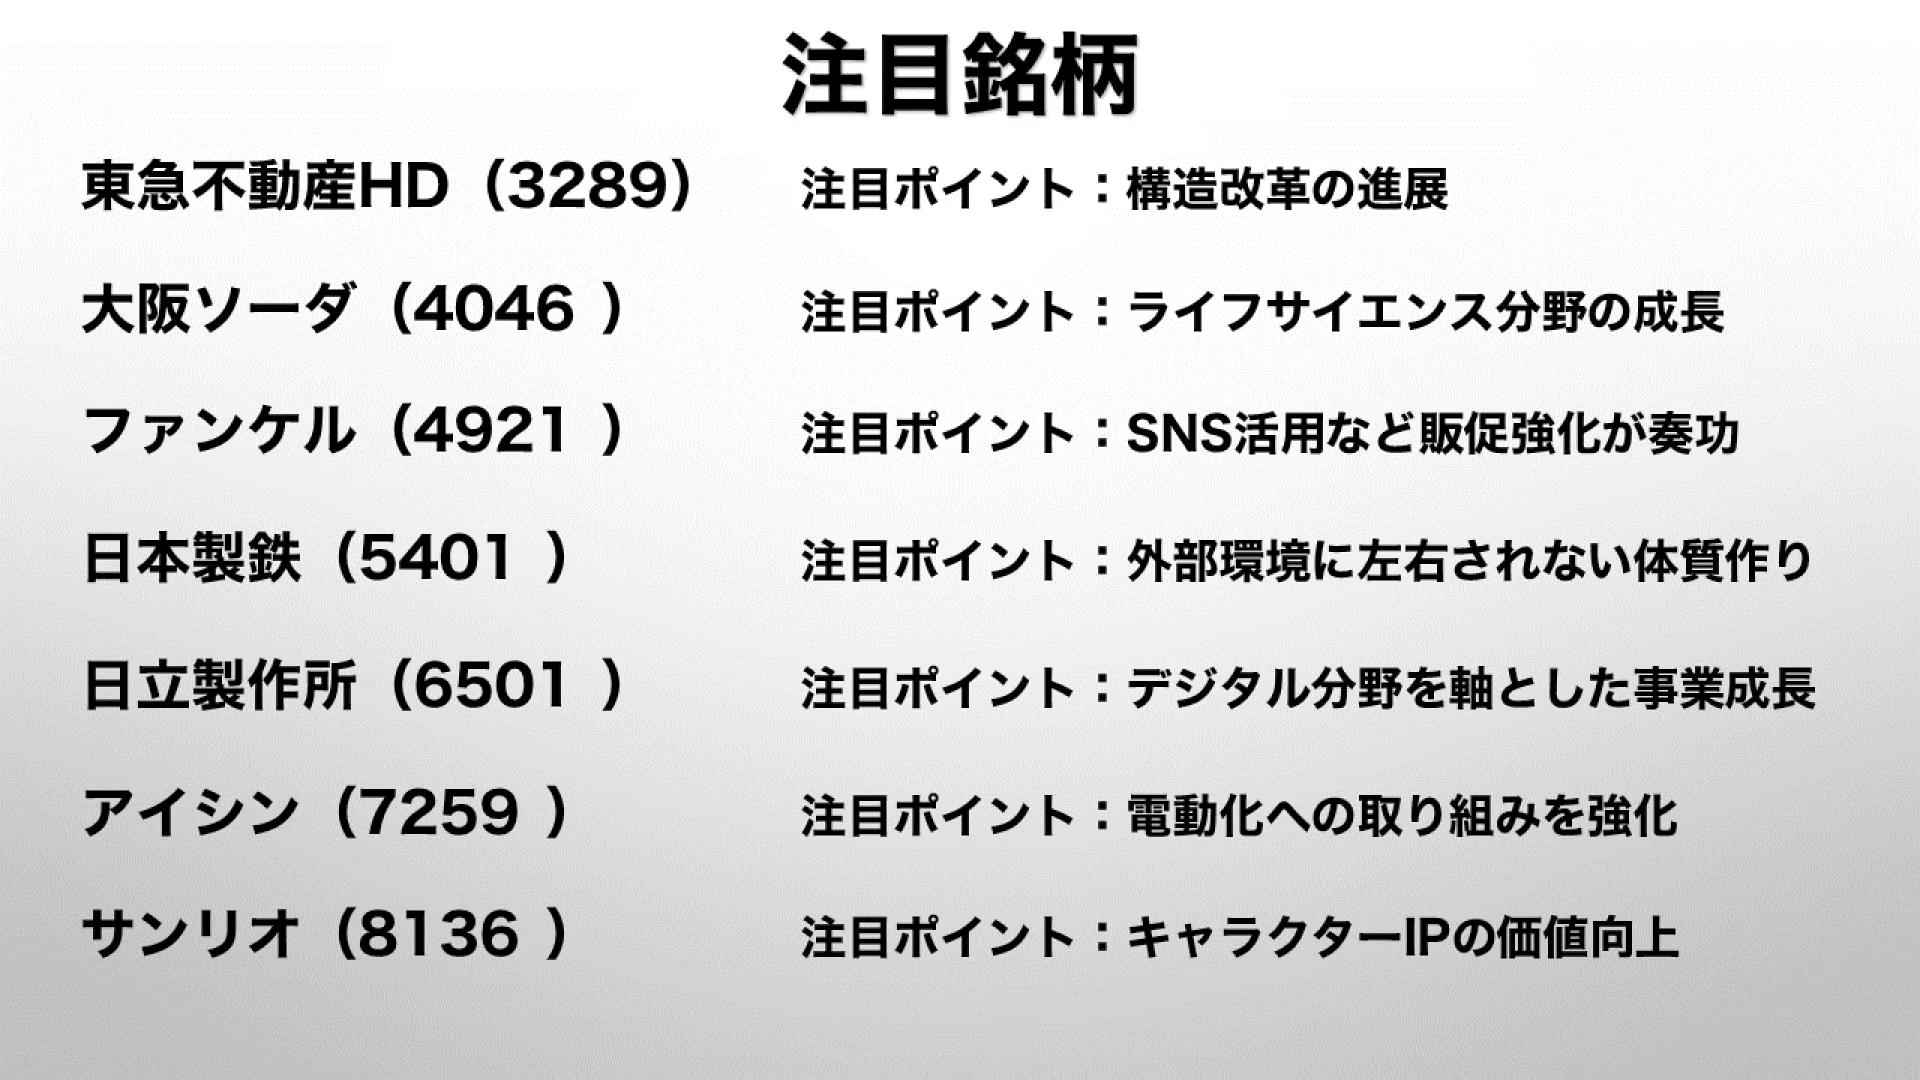 注目銘柄
東急不動産HD（3289） 注目ポイント：構造改革の進展
大阪ソーダ（4046 ） 注目ポイント：ライフサイエンス分野の成長
ファンケル（4921 ） 注目ポイント：SNS活用など販促強化が奏功
日本製鉄（5401 ） 注目ポイント：外部環境に左右されない体質作り
日立製作所（6501 ） 注目ポイント：デジタル分野を軸とした事業成長
アイシン（7259 ） 注目ポイント：電動化への取り組みを強化
サンリオ（8136 ） 注目ポイント：キャラクターIPの価値向上